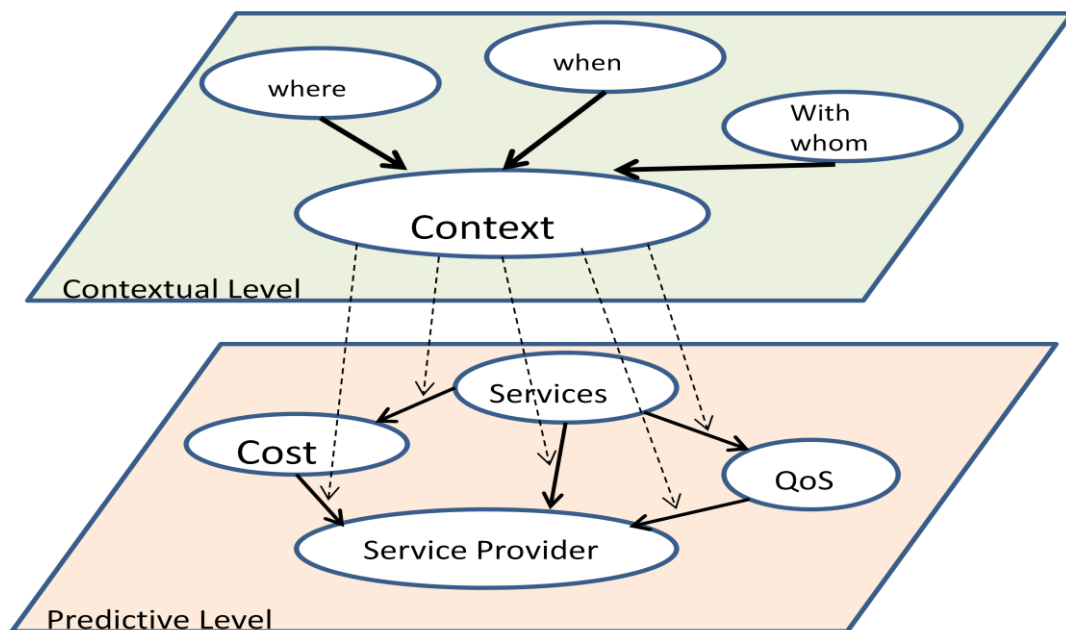 where
when
With
whom
Context
Contextual Level
Services
Cost
QoS
Service Provider
Predictive Level